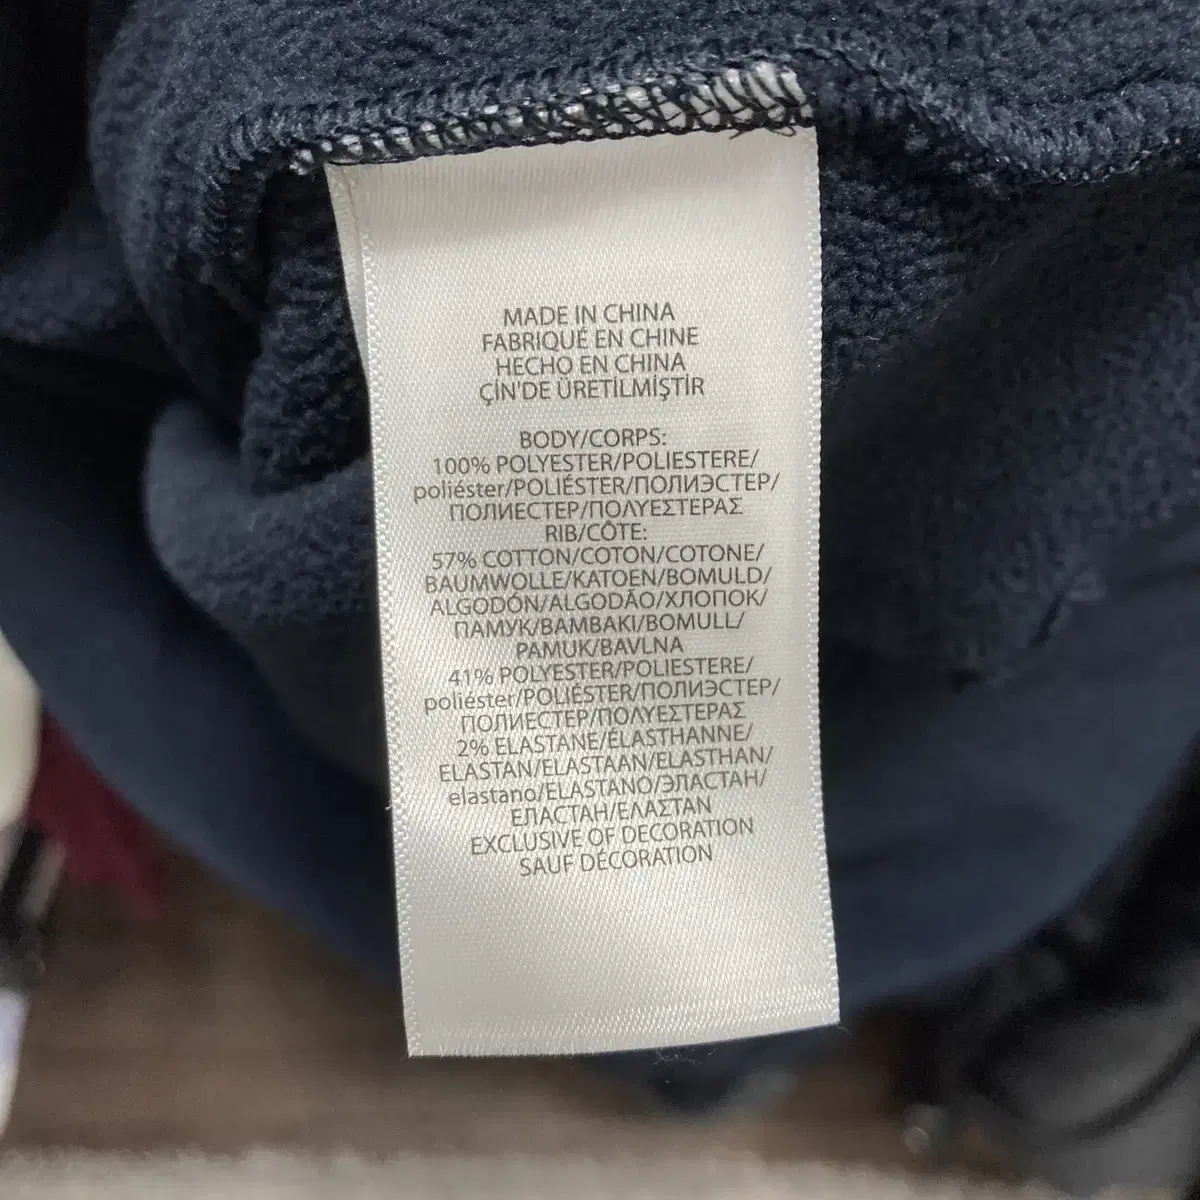 MADE IN CHINA
FABRIQUÉ EN CHINE
HECHO EN CHINA
ÇİN'DE ÜRETİLMİŞTİR
BODY/CORPS:
100% POLYESTER/POLIESTERE/
poliéster/POLIÉSTER/ПОЛИЭСТЕР/
ПОЛИЕСТЕР/ΠΟΛΥΕΣΤΕΡΑΣ
RIB/CÔTE:
57% COTTON/COTON/COTONE/
BAUMWOLLE/KATOEN/BOMULD/
ALGODÓN/ALGODÃO/ХЛОПОК/
ПАМУК/ΒΑΜΒΑΚΙ/BOMULL/
PAMUK/BAVLNA
41% POLYESTER/POLIESTERE/
poliéster/POLIÉSTER/ПОЛИЭСТЕР/
ПОЛИЕСТЕР/ΠΟΛΥΕΣΤΕΡΑΣ
2% ELASTANE/ÉLASTHANNE/
ELASTAN/ELASTAAN/ELASTHAN/
elastano/ELASTANO/ЭЛАСТАН/
ЕЛАСТАН/ΕΛΑΣΤΑΝ
EXCLUSIVE OF DECORATION
SAUF DÉCORATION